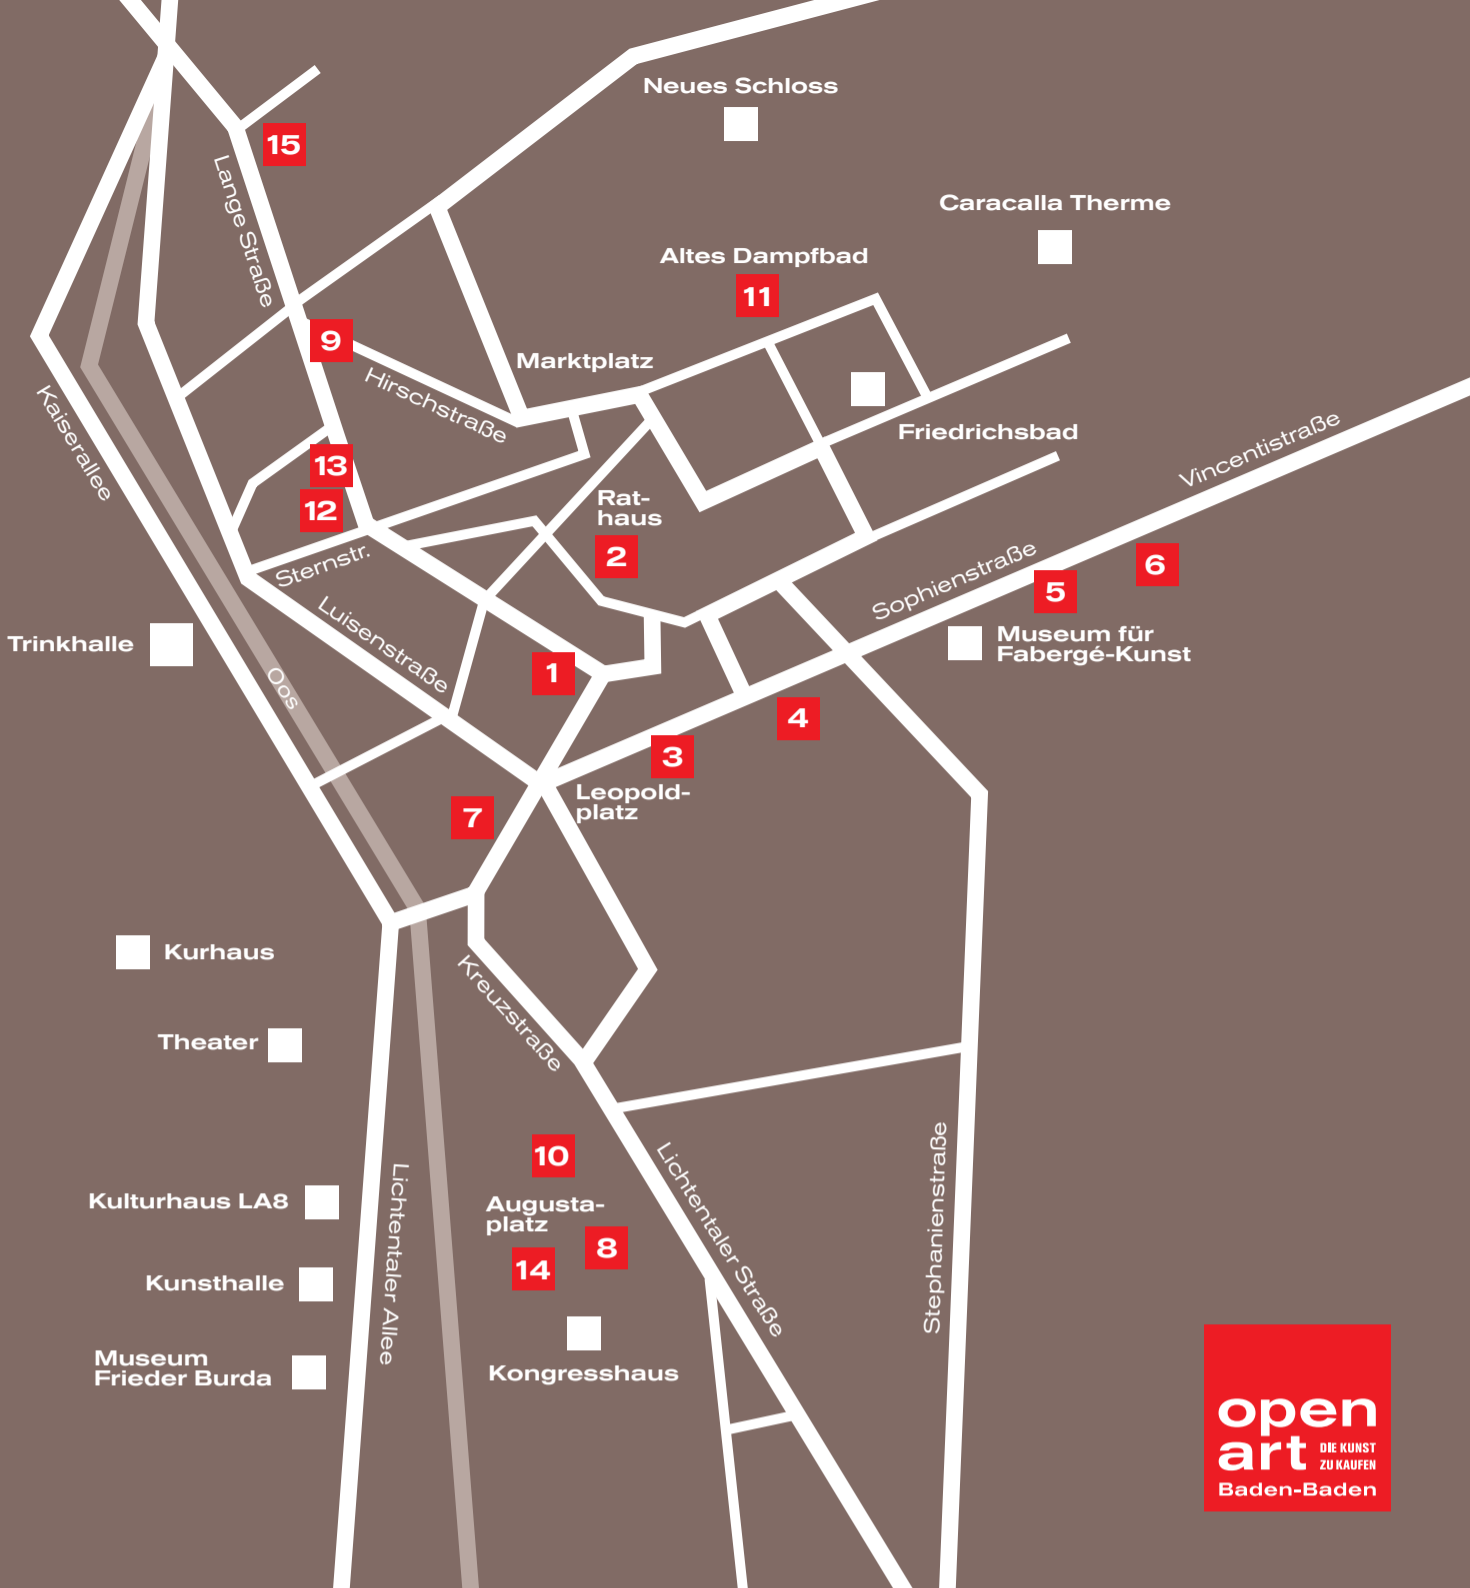 Neues Schloss
15
Lange Straße
Caracalla Therme
Altes Dampfbad
11
9
Marktplatz
Hirschstraße
Kaiserallee
Friedrichsbad
Vincentistraße
13
12
Rat-
haus
2
Sternstr.
Sophienstraße
6
5
Luisenstraße
Trinkhalle
Museum für
Fabergé-Kunst
1
Oos
4
3
Leopold-
platz
7
Kurhaus
Kreuzstraße
Theater
10
Lichtentaler Straße
Stephanienstraße
Kulturhaus LA8
Lichtentaler Allee
Augusta-
platz
8
14
Kunsthalle
Museum
Frieder Burda
Kongresshaus
open
art
DIE KUNST
ZU KAUFEN
Baden-Baden